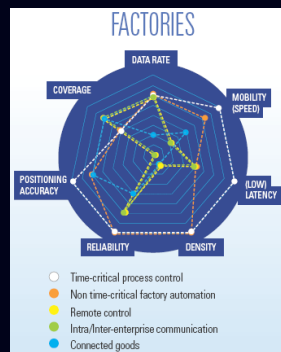 FACTORIES
DATA RATE
COVERAGE
MOBILITY
(SPEED)
POSITIONING
ACCURACY
(LOW)
LATENCY
RELIABILITY
DENSITY
Time-critical process control
Non time-critical factory automation
Remote control
Intra/Inter-enterprise communication
Connected goods